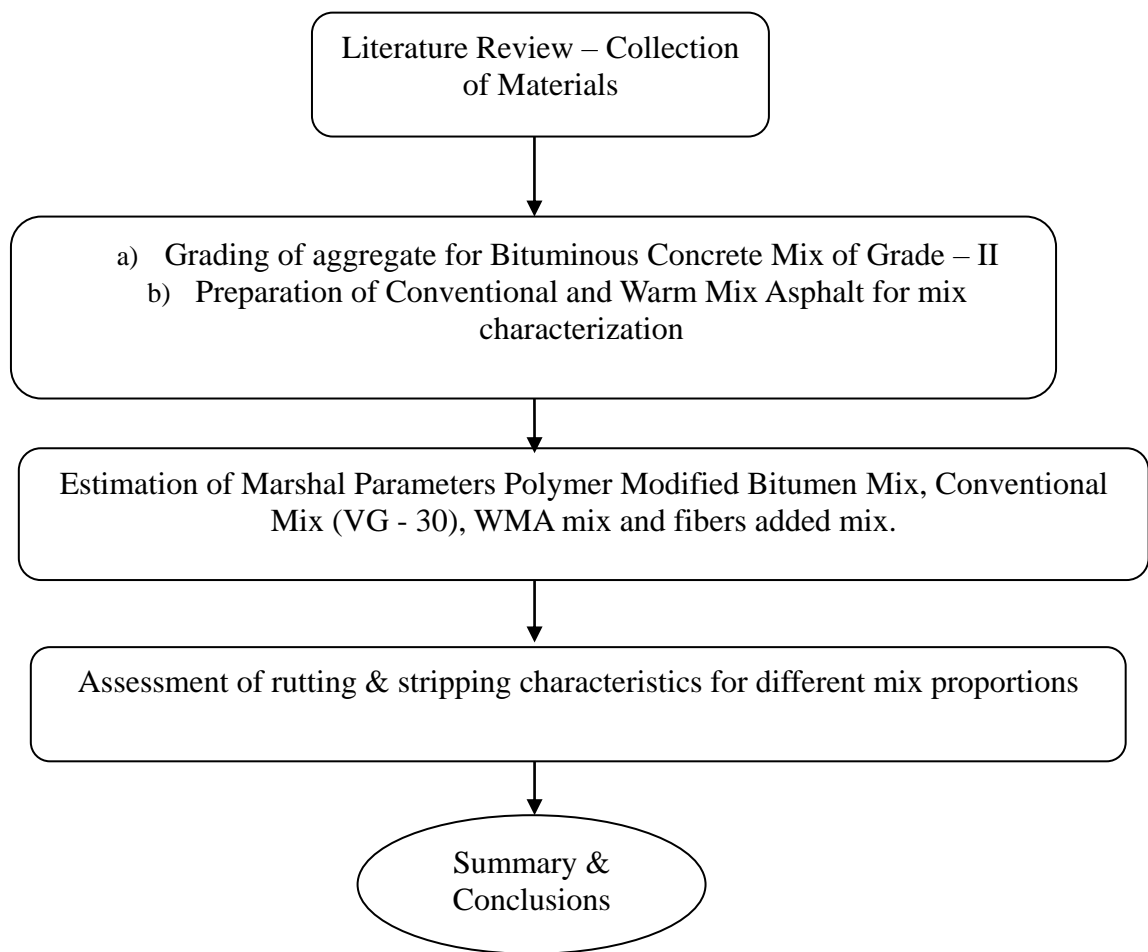 Literature Review – Collection
of Materials
a) Grading of aggregate for Bituminous Concrete Mix of Grade – II
b) Preparation of Conventional and Warm Mix Asphalt for mix
characterization
Estimation of Marshal Parameters Polymer Modified Bitumen Mix, Conventional
Mix (VG - 30), WMA mix and fibers added mix.
Assessment of rutting & stripping characteristics for different mix proportions
Summary &
Conclusions